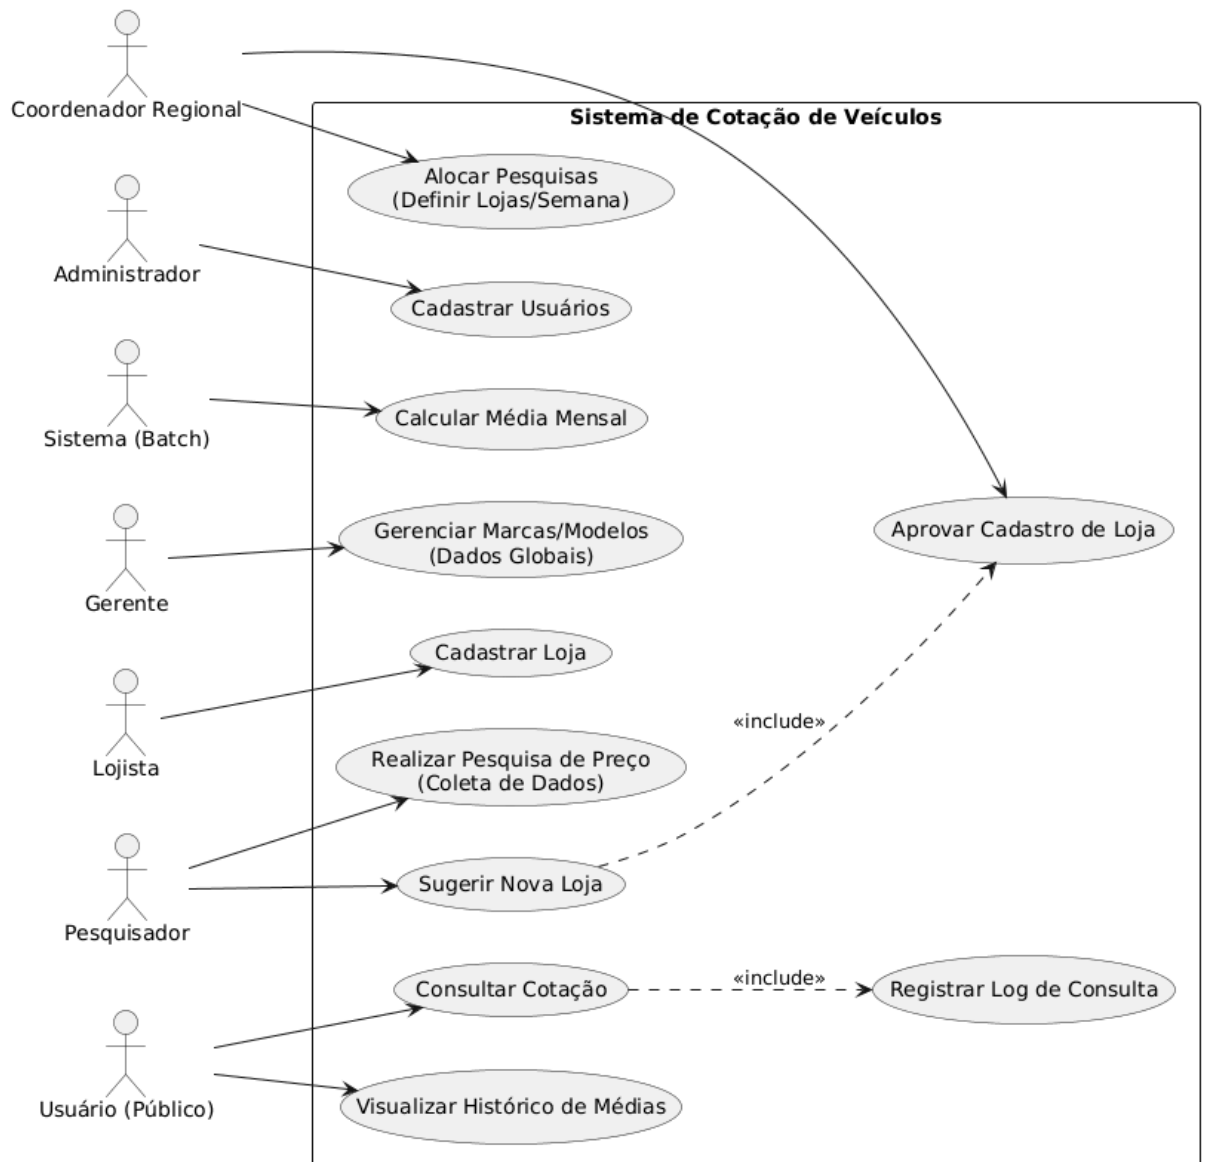 Coordenador Regional
Sistema de Cotação de Veículos
Alocar Pesquisas
(Definir Lojas/Semana)
Administrador
Cadastrar Usuários
Sistema (Batch)
Calcular Média Mensal
Gerente
Gerenciar Marcas/Modelos
(Dados Globais)
Aprovar Cadastro de Loja
Lojista
Cadastrar Loja
«include»
Realizar Pesquisa de Preço
(Coleta de Dados)
Pesquisador
Sugerir Nova Loja
Consultar Cotação
«include»
Registrar Log de Consulta
Usuário (Público)
Visualizar Histórico de Médias